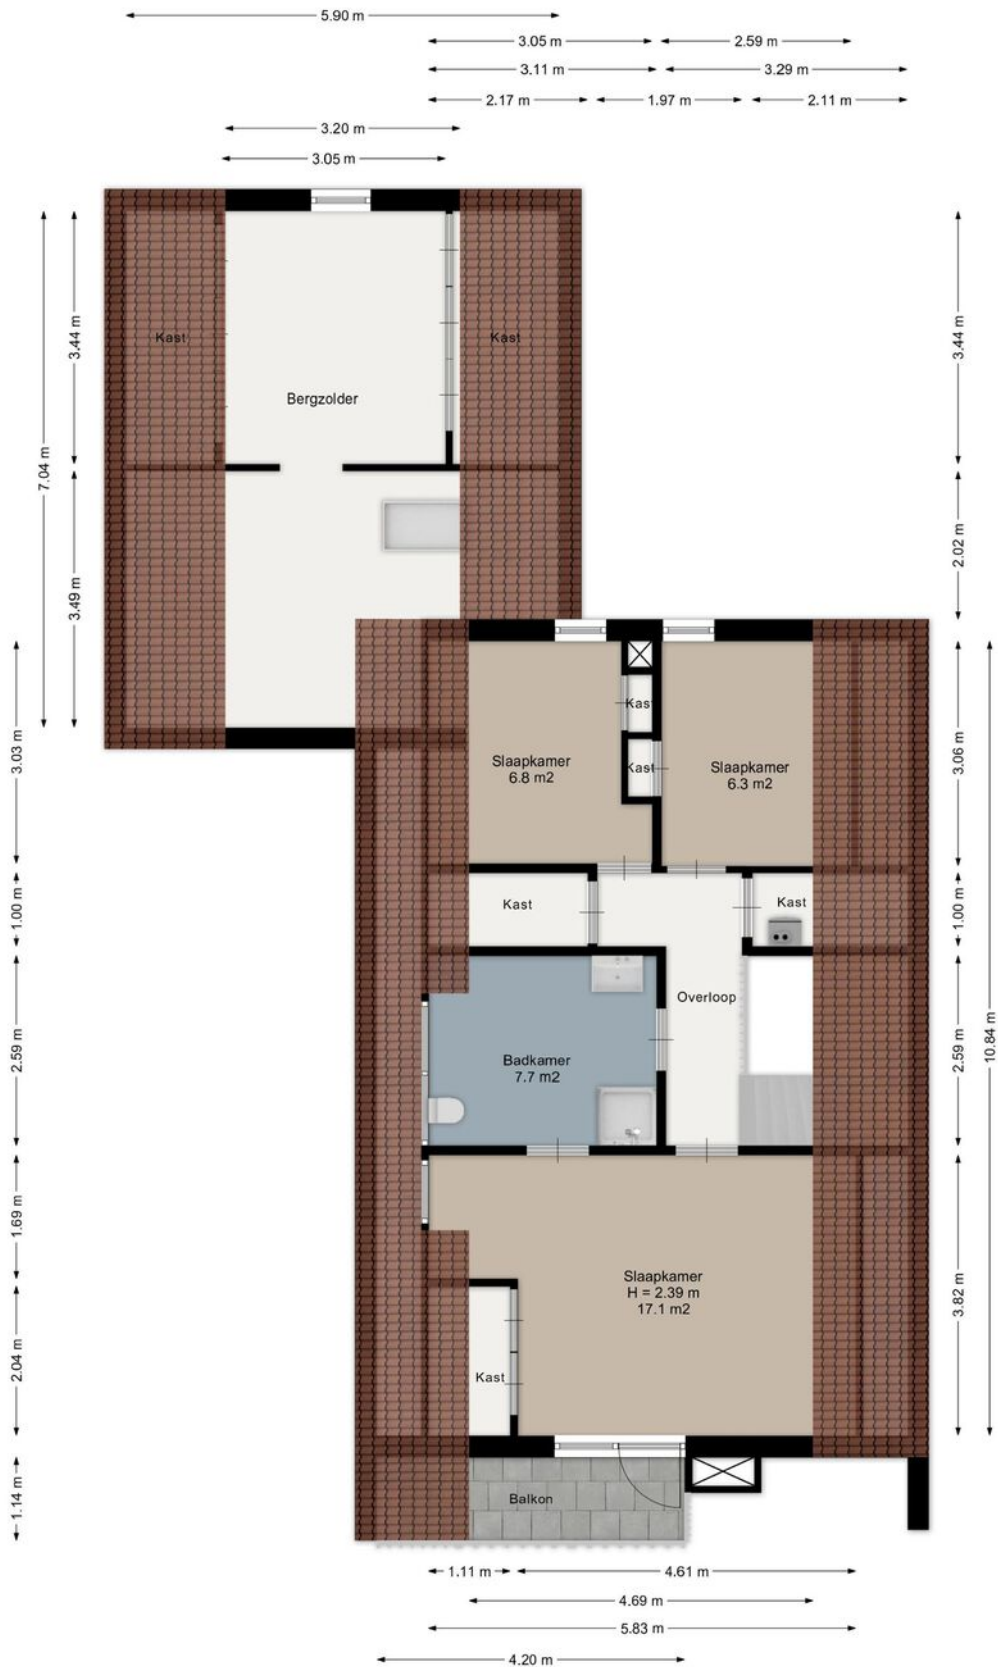 5.90 m
3.05 m
2.59 m
3.11 m
3.29 m
2.17 m
1.97 m
2.11 m
3.20 m
3.05 m
7.04 m
3.44 m
3.49 m
3.44 m
2.02 m
Kast
Kast
Bergzolder
3.03 m
1.00 m
2.59 m
1.69 m
2.04 m
1.14 m
3.06 m
1.00 m
2.59 m
3.82 m
10.84 m
Kast
Kast
Slaapkamer
6.8 m2
Slaapkamer
6.3 m2
Kast
Kast
Overloop
Badkamer
7.7 m2
Slaapkamer
H = 2.39 m
17.1 m2
Kast
Balkon
1.11 m
4.61 m
4.69 m
5.83 m
4.20 m